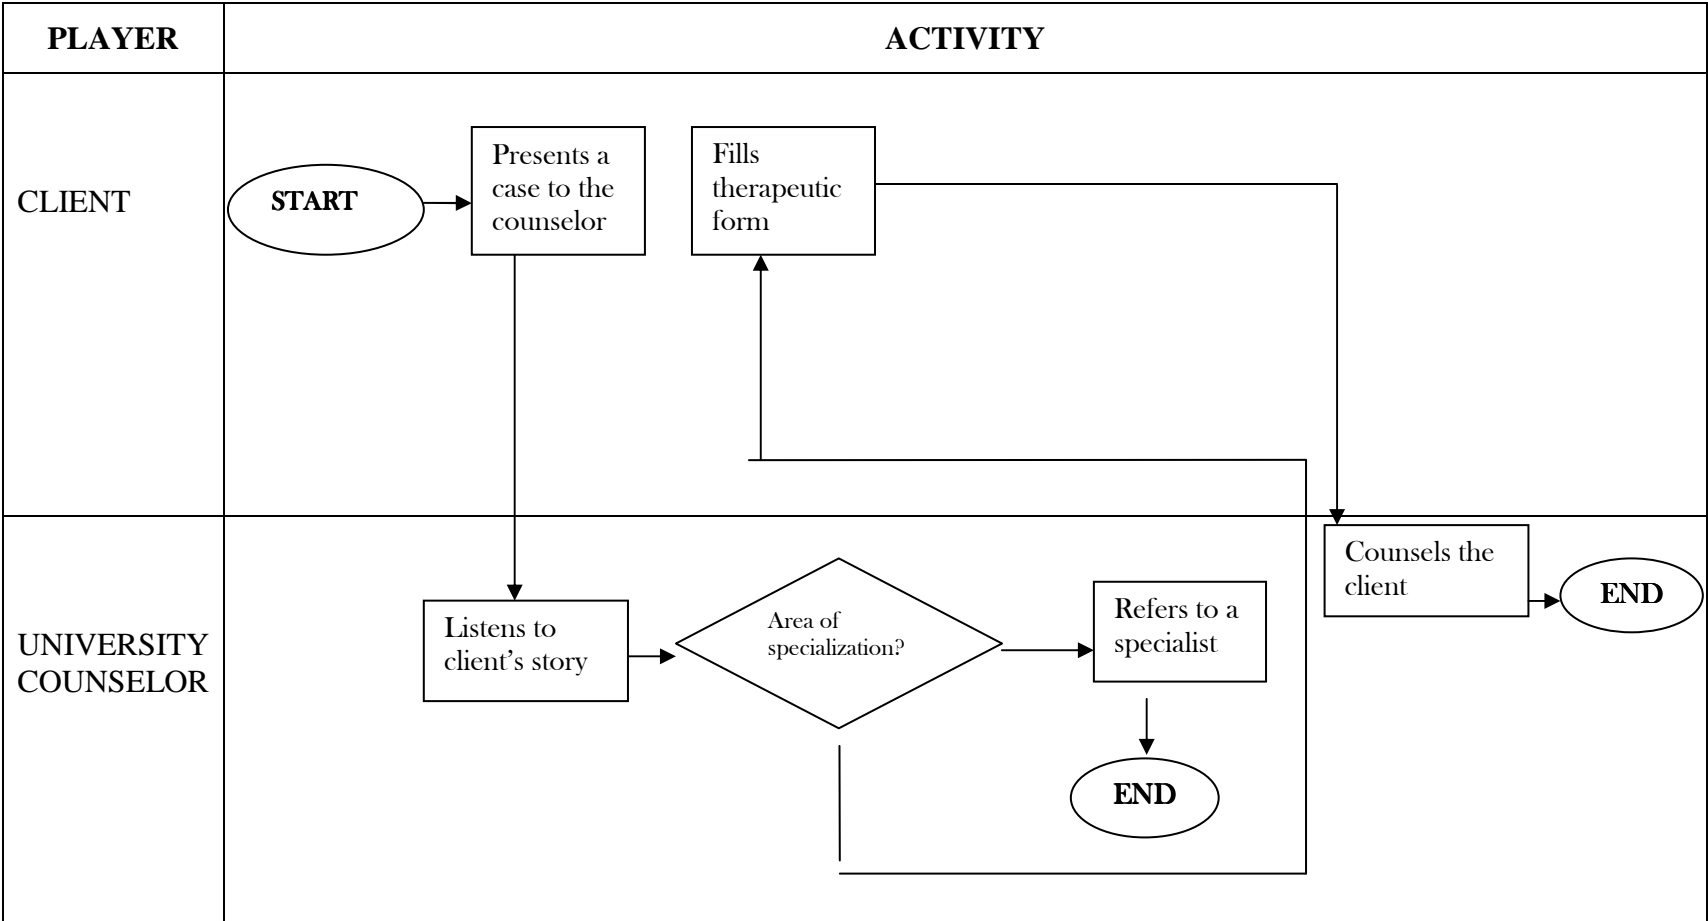 PLAYER
ACTIVITY
CLIENT
START
Presents a
case to the
counselor
Fills
therapeutic
form
UNIVERSITY
COUNSELOR
Listens to
client’s story
Area of
specialization?
Refers to a
specialist
END
Counsels the
client
END